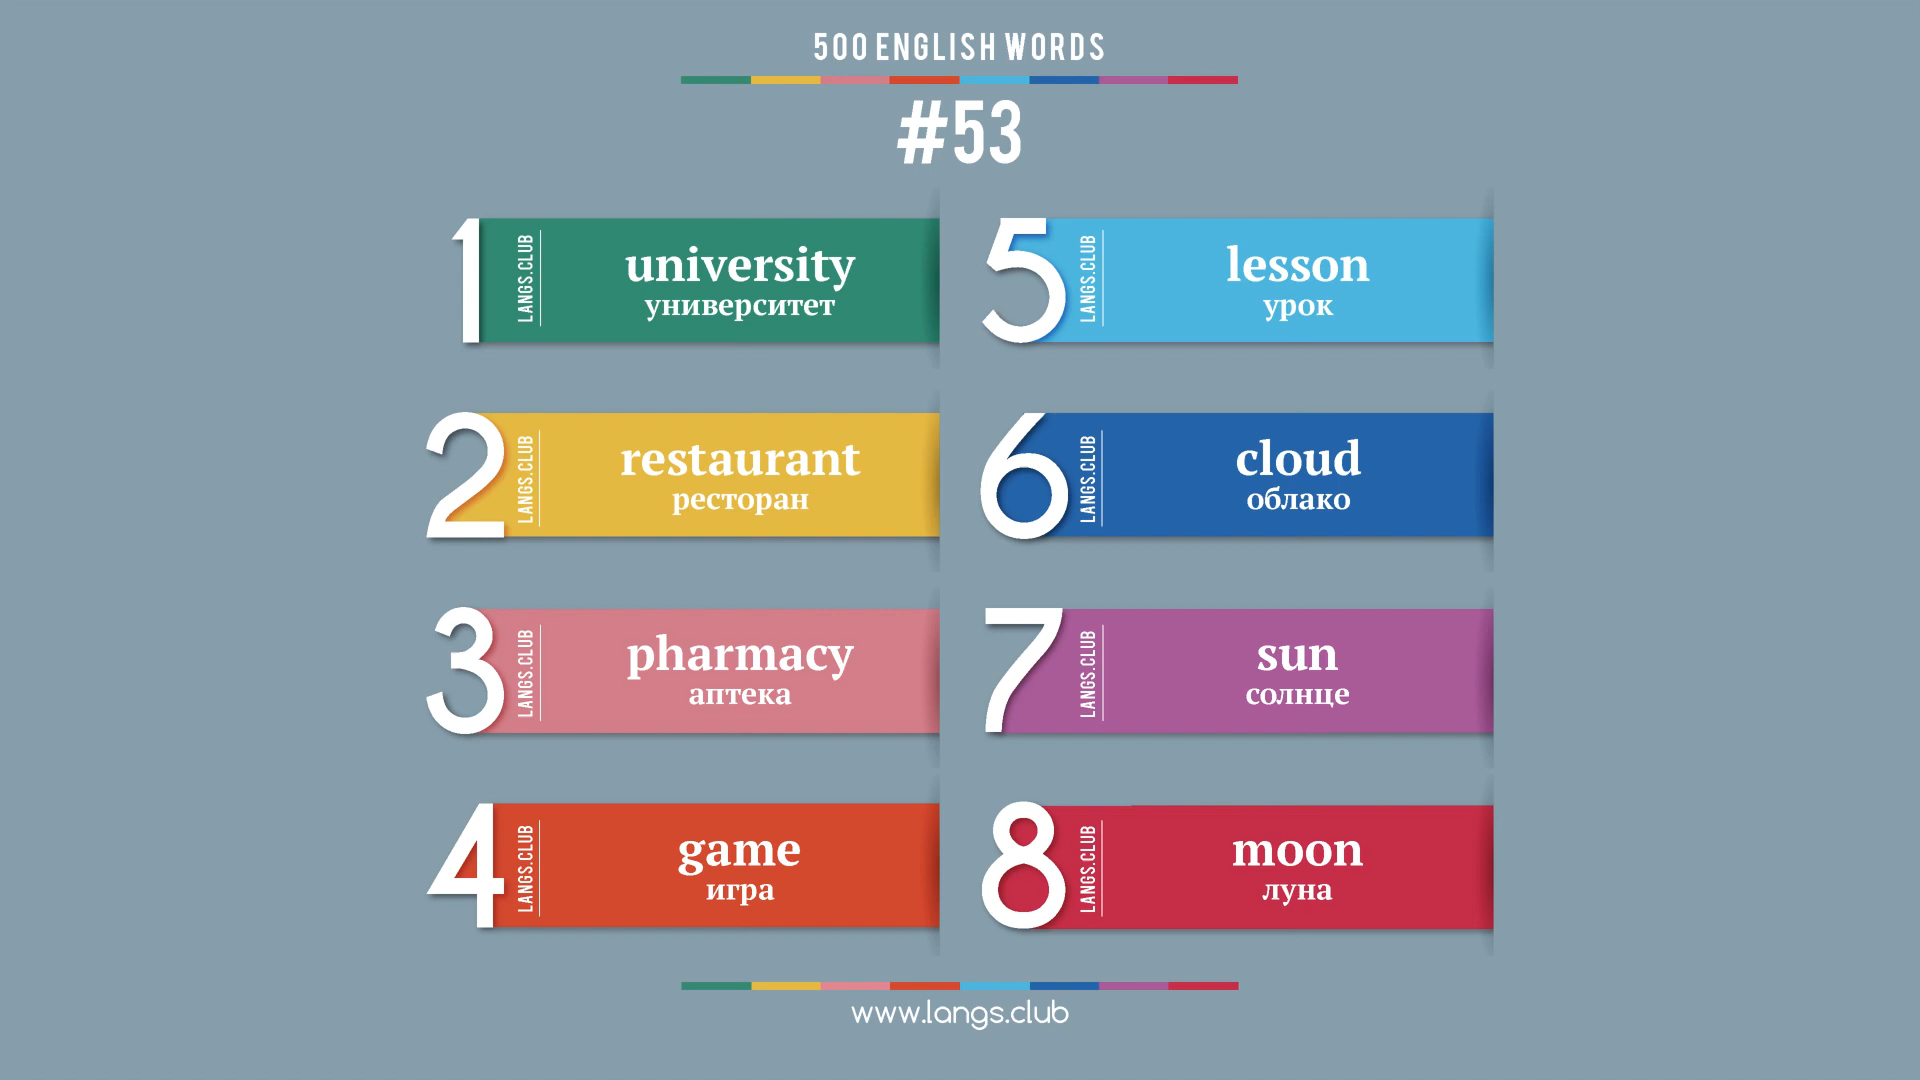 500 ENGLISH WORDS
#53
1
LANGS.CLUB
university
университет
2
LANGS.CLUB
restaurant
ресторан
3
LANGS.CLUB
pharmacy
аптека
4
LANGS.CLUB
game
игра
5
LANGS.CLUB
lesson
урок
6
LANGS.CLUB
cloud
облако
7
LANGS.CLUB
sun
солнце
8
LANGS.CLUB
moon
луна
www.langs.club